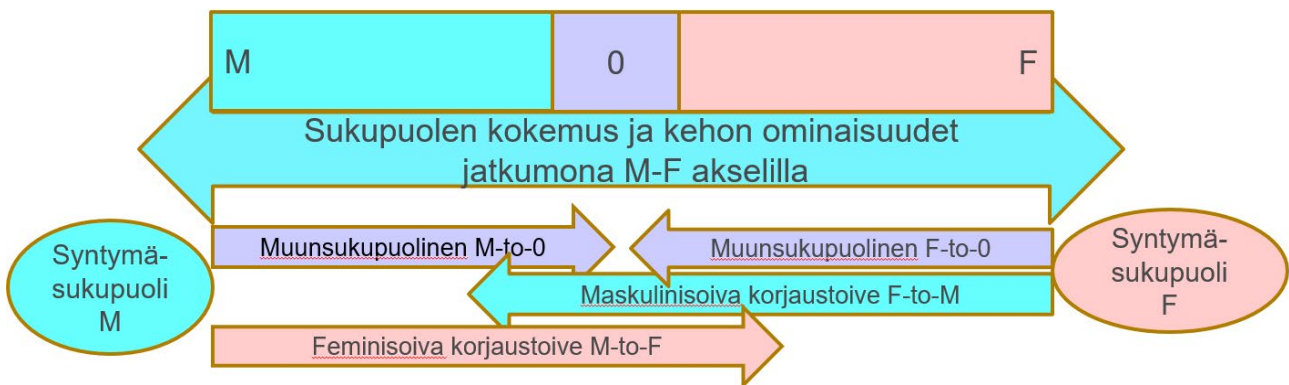 M
0
F
Sukupuolen kokemus ja kehon ominaisuudet
jatkumona M-F akselilla
Syntymä-
sukupuoli
M
Muunsukupuolinen M-to-0
Muunsukupuolinen F-to-0
Syntymä-
sukupuoli
F
Maskulinisoiva korjaustoive F-to-M
Feminisoiva korjaustoive M-to-F